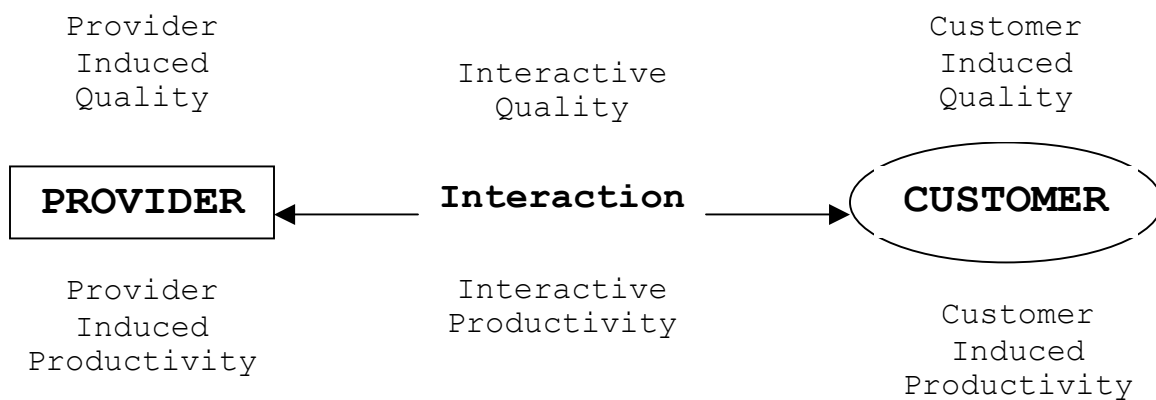 Provider
Induced
Quality
Interactive
Quality
Customer
Induced
Quality
PROVIDER
Interaction
CUSTOMER
Provider
Induced
Productivity
Interactive
Productivity
Customer
Induced
Productivity